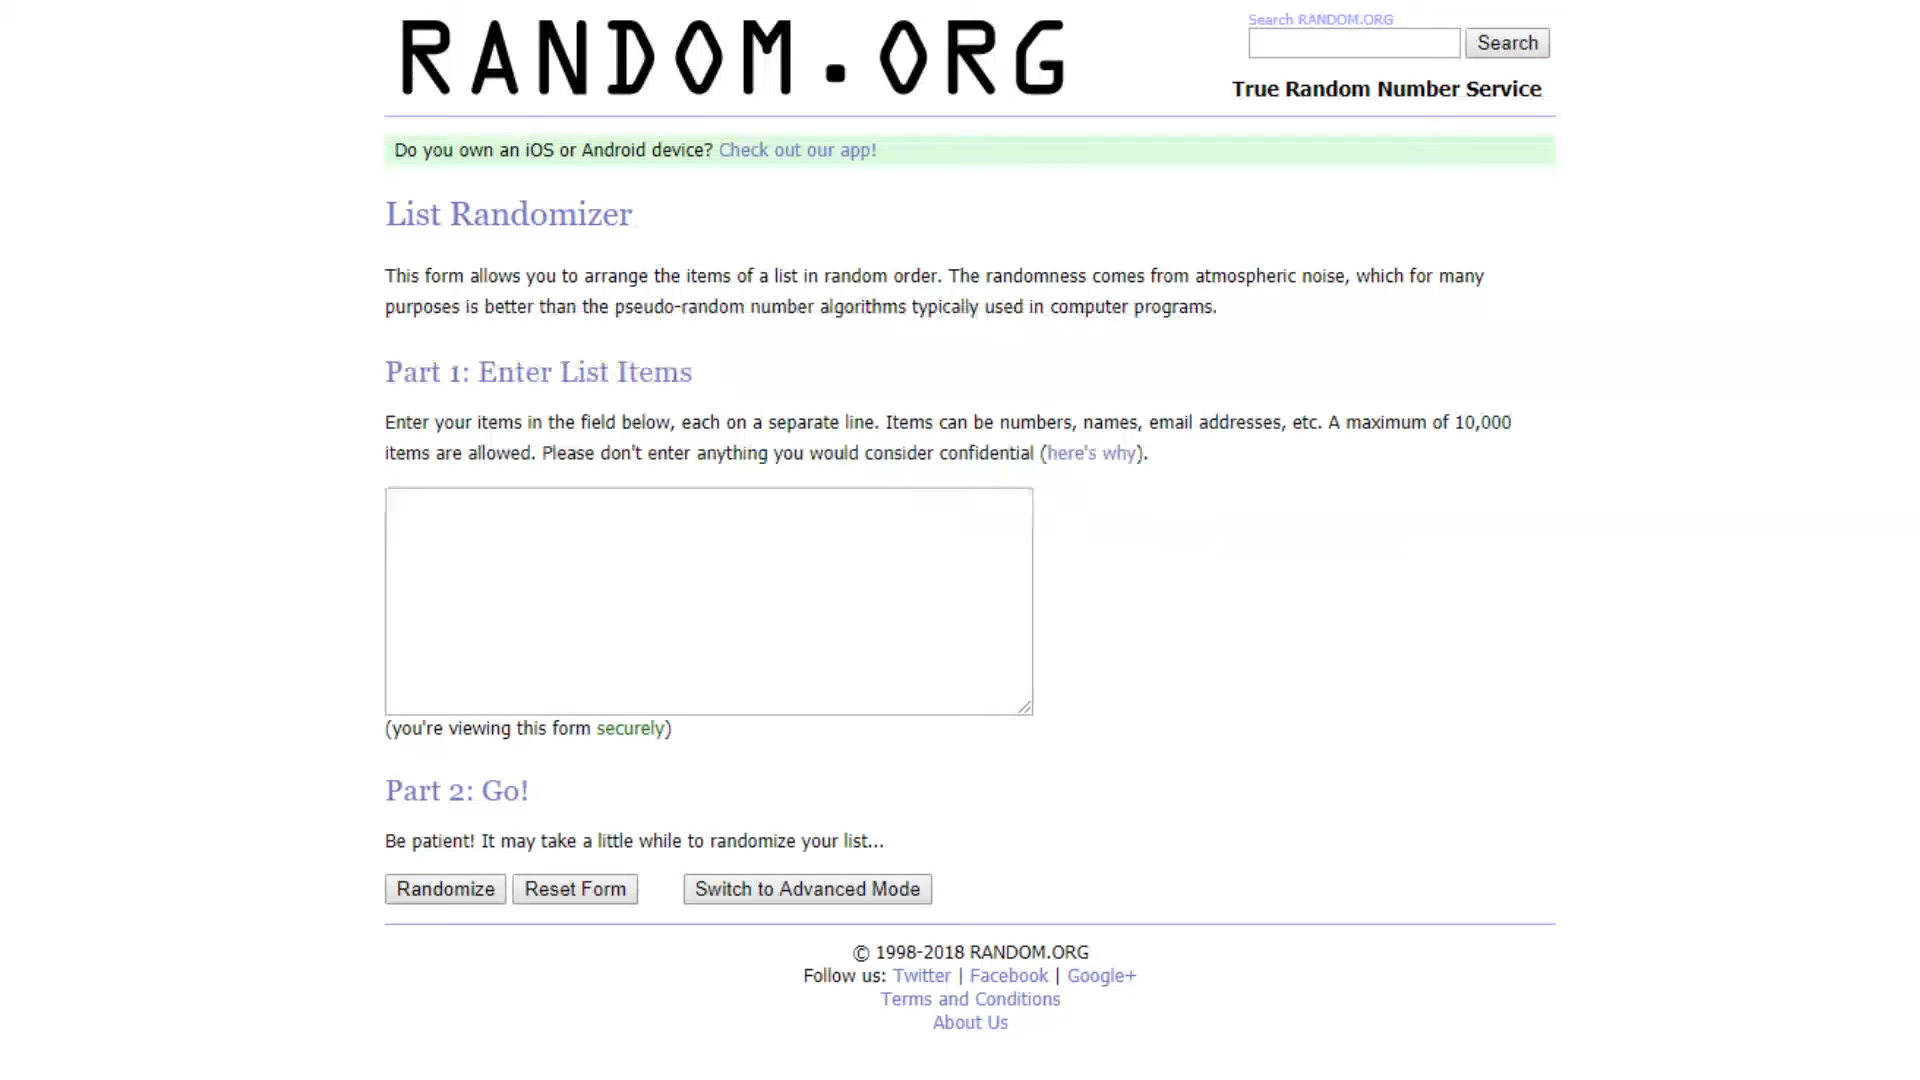 RANDOM.ORG
Search RANDOM.ORG
Search
True Random Number Service
Do you own an iOS or Android device? Check out our app!
List Randomizer
This form allows you to arrange the items of a list in random order. The randomness comes from atmospheric noise, which for many
purposes is better than the pseudo-random number algorithms typically used in computer programs.
Part 1: Enter List Items
Enter your items in the field below, each on a separate line. Items can be numbers, names, email addresses, etc. A maximum of 10,000
items are allowed. Please don't enter anything you would consider confidential (here's why).
(you're viewing this form securely)
Part 2: Go!
Be patient! It may take a little while to randomize your list...
Randomize Reset Form Switch to Advanced Mode
© 1998-2018 RANDOM.ORG
Follow us: Twitter | Facebook | Google+
Terms and Conditions
About Us